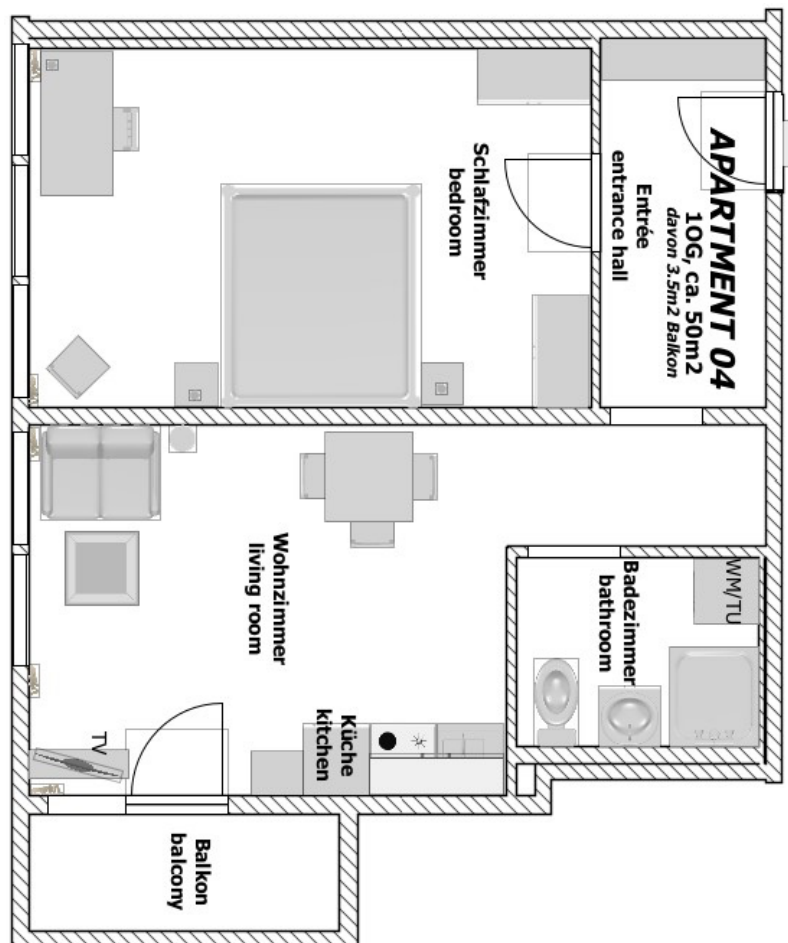 APARTMENT 04
1OG, ca. 50m2
davon 3.5m2 Balkon
Entrée
entrance hall
Schlafzimmer
bedroom
Wohnzimmer
living room
Badezimmer
bathroom
WM/TU
Küche
kitchen
TV
Balkon
balcony